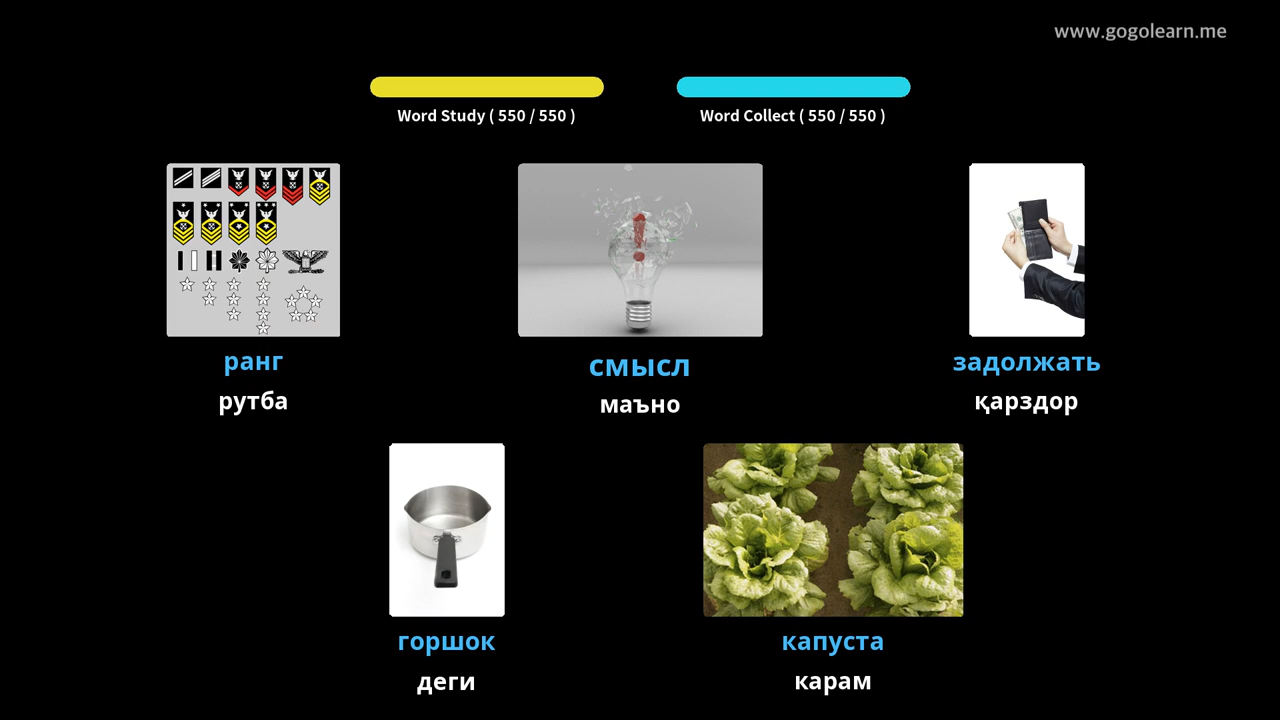 www.gogolearn.me
Word Study ( 550 / 550 )
Word Collect ( 550 / 550 )
ранг
рутба
смысл
маъно
задолжать
қарздор
горшок
деги
капуста
карам